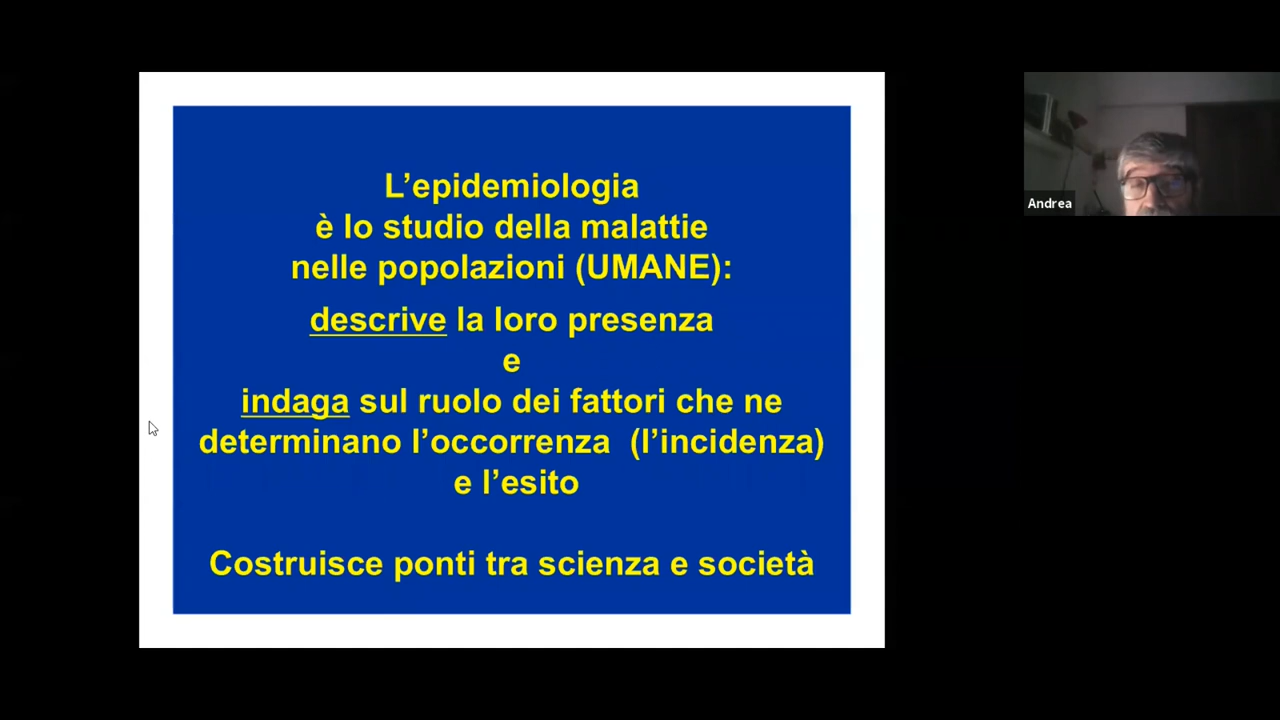 L’epidemiologia
è lo studio della malattie
nelle popolazioni (UMANE):
descrive la loro presenza
e
indaga sul ruolo dei fattori che ne
determinano l’occorrenza (l’incidenza)
e l’esito
Costruisce ponti tra scienza e società
Andrea